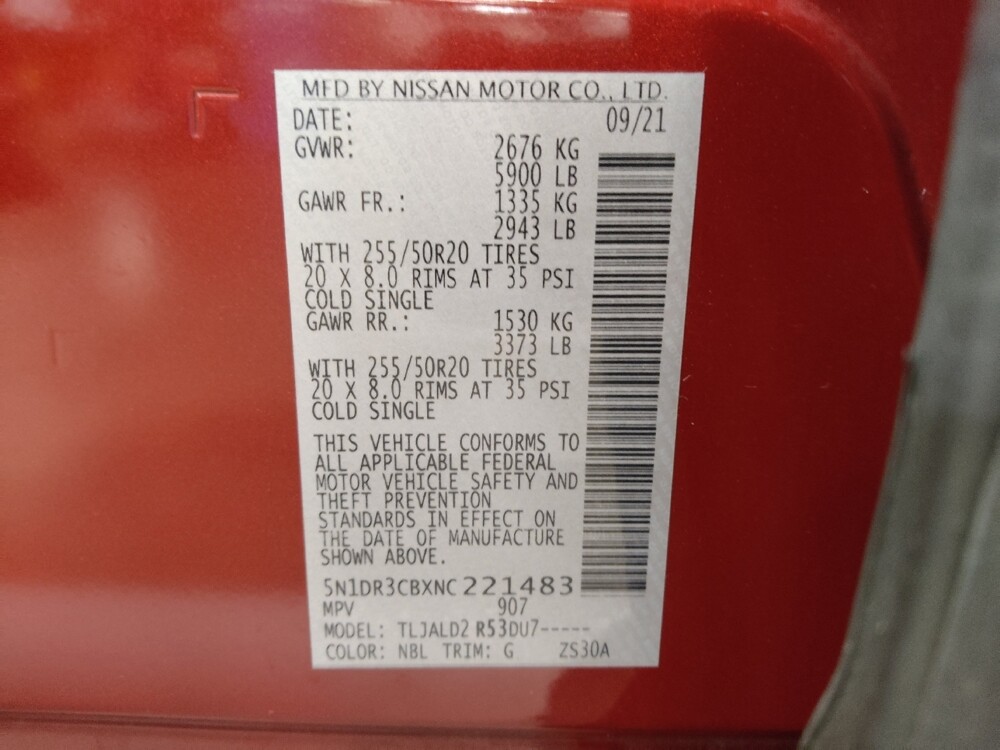 MFD BY NISSAN MOTOR CO., LTD.
DATE: 09/21
GVWR: 2676 KG
5900 LB
GAWR FR.: 1335 KG
2943 LB
WITH 255/50R20 TIRES
20 X 8.0 RIMS AT 35 PSI
COLD SINGLE
GAWR RR.: 1530 KG
3373 LB
WITH 255/50R20 TIRES
20 X 8.0 RIMS AT 35 PSI
COLD SINGLE
THIS VEHICLE CONFORMS TO
ALL APPLICABLE FEDERAL
MOTOR VEHICLE SAFETY AND
THEFT PREVENTION
STANDARDS IN EFFECT ON
THE DATE OF MANUFACTURE
SHOWN ABOVE.
5N1DR3CBXNC221483
MPV 907
MODEL: TLJALD2 R53DU7-----
COLOR: NBL TRIM: G ZS30A